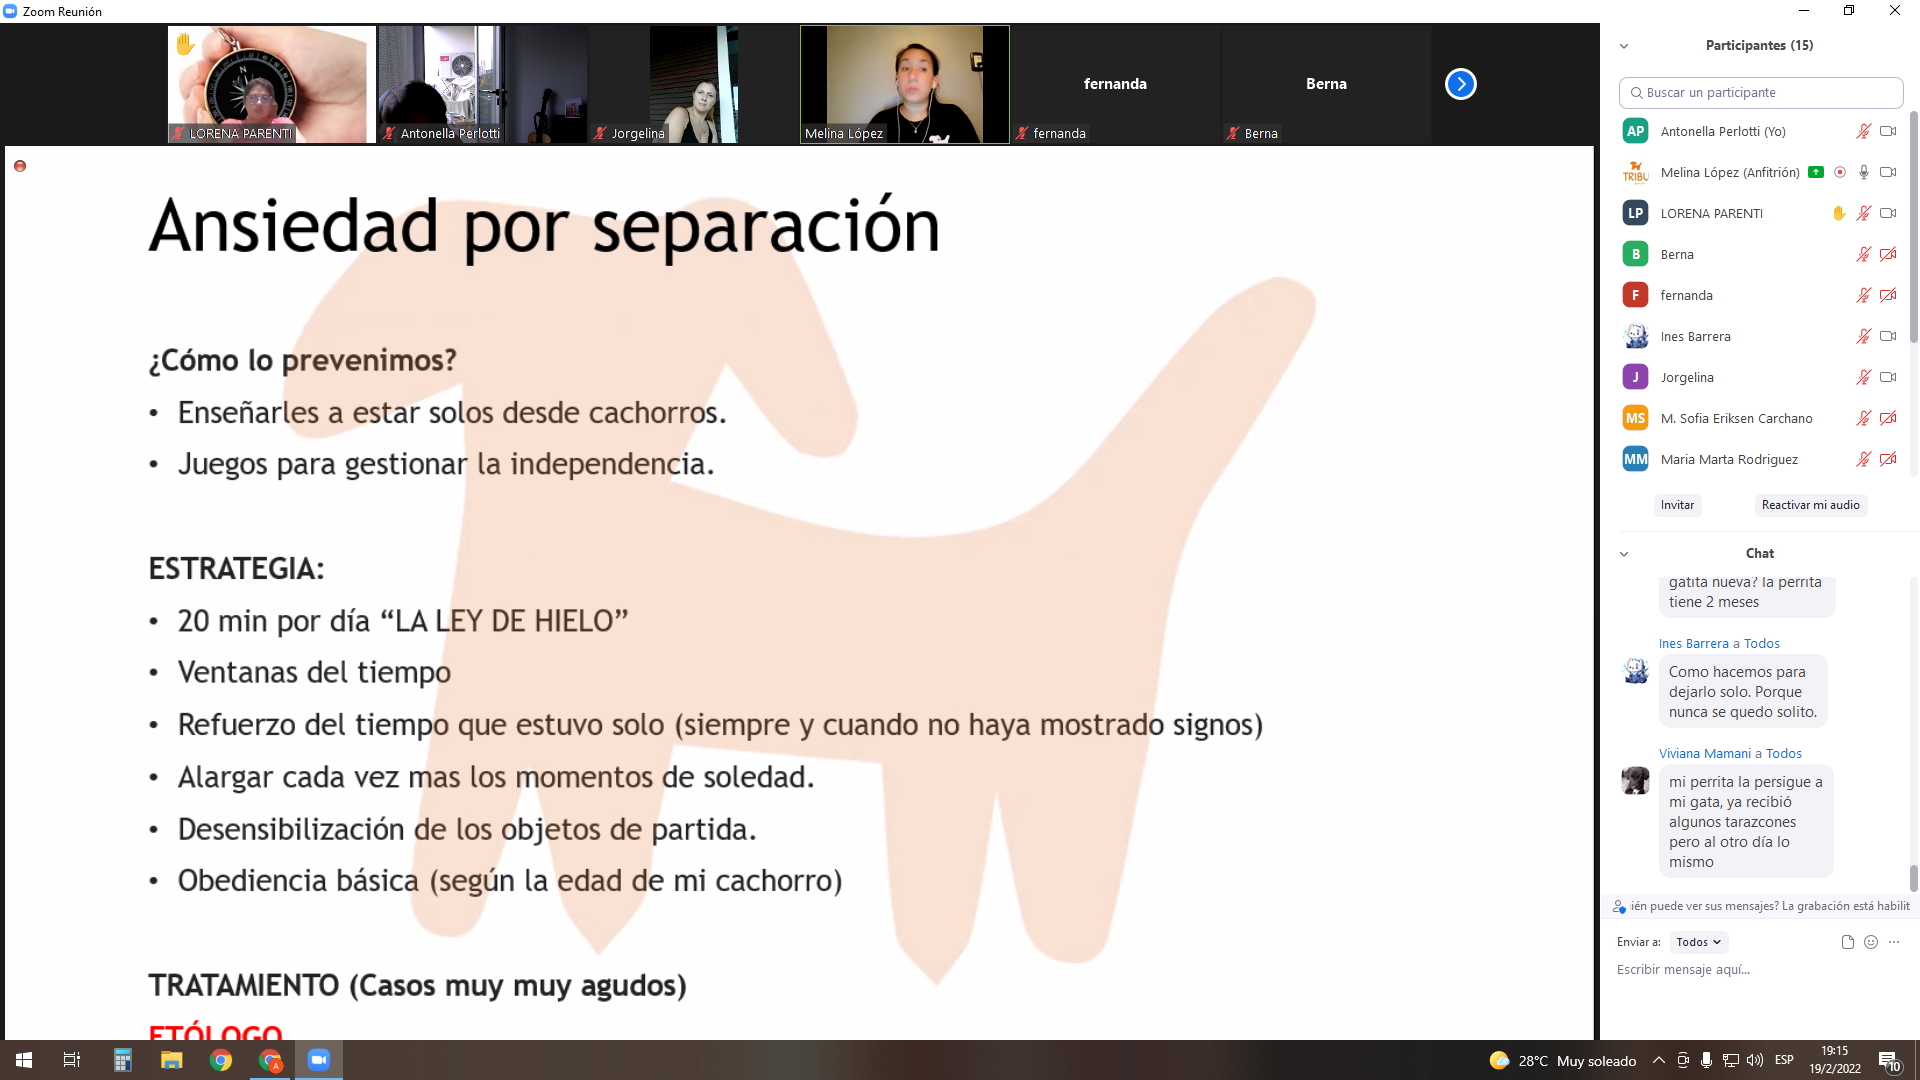 Zoom Reunión
LORENA PARENTI
Antonella Perlotti
Jorgelina
Melina López
fernanda
fernanda
Berna
Berna
Ansiedad por separación
¿Cómo lo prevenimos?
• Enseñarles a estar solos desde cachorros.
• Juegos para gestionar la independencia.
ESTRATEGIA:
• 20 min por día “LA LEY DE HIELO”
• Ventanas del tiempo
• Refuerzo del tiempo que estuvo solo (siempre y cuando no haya mostrado signos)
• Alargar cada vez mas los momentos de soledad.
• Desensibilización de los objetos de partida.
• Obediencia básica (según la edad de mi cachorro)
TRATAMIENTO (Casos muy muy agudos)
ETÓLOGO
Participantes (15)
Buscar un participante
AP Antonella Perlotti (Yo)
TRIBU Melina López (Anfitrión)
LP LORENA PARENTI
B Berna
F fernanda
Ines Barrera
J Jorgelina
MS M. Sofia Eriksen Carchano
MM Maria Marta Rodriguez
Invitar
Reactivar mi audio
Chat
gatita nueva? la perrita
tiene 2 meses
Ines Barrera a Todos
Como hacemos para
dejarlo solo. Porque
nunca se quedo solito.
Viviana Mamani a Todos
mi perrita la persigue a
mi gata, ya recibió
algunos tarazcones
pero al otro día lo
mismo
ién puede ver sus mensajes? La grabación está habilit
Enviar a: Todos
Escribir mensaje aquí...
28°C Muy soleado
ESP
19:15
19/2/2022
10